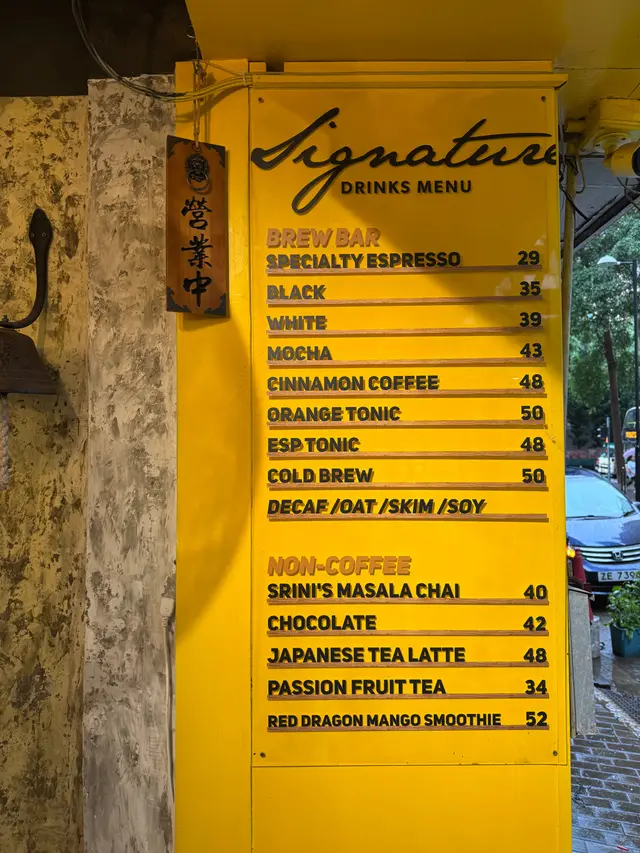 Signature
DRINKS MENU
營業中
BREW BAR
SPECIALTY ESPRESSO 29
BLACK 35
WHITE 39
MOCHA 43
CINNAMON COFFEE 48
ORANGE TONIC 50
ESP TONIC 48
COLD BREW 50
DECAF /OAT /SKIM /SOY
NON-COFFEE
SRINI'S MASALA CHAI 40
CHOCOLATE 42
JAPANESE TEA LATTE 48
PASSION FRUIT TEA 34
RED DRAGON MANGO SMOOTHIE 52